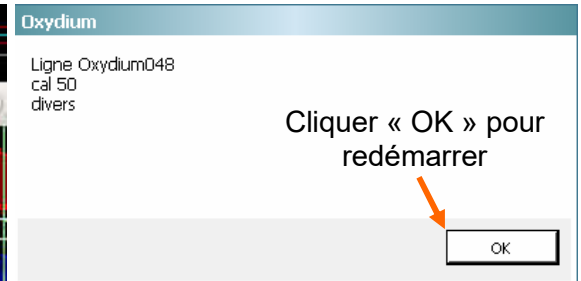 Oxydium
Ligne Oxydium048
cal 50
divers
Cliquer « OK » pour
redémarrer
OK